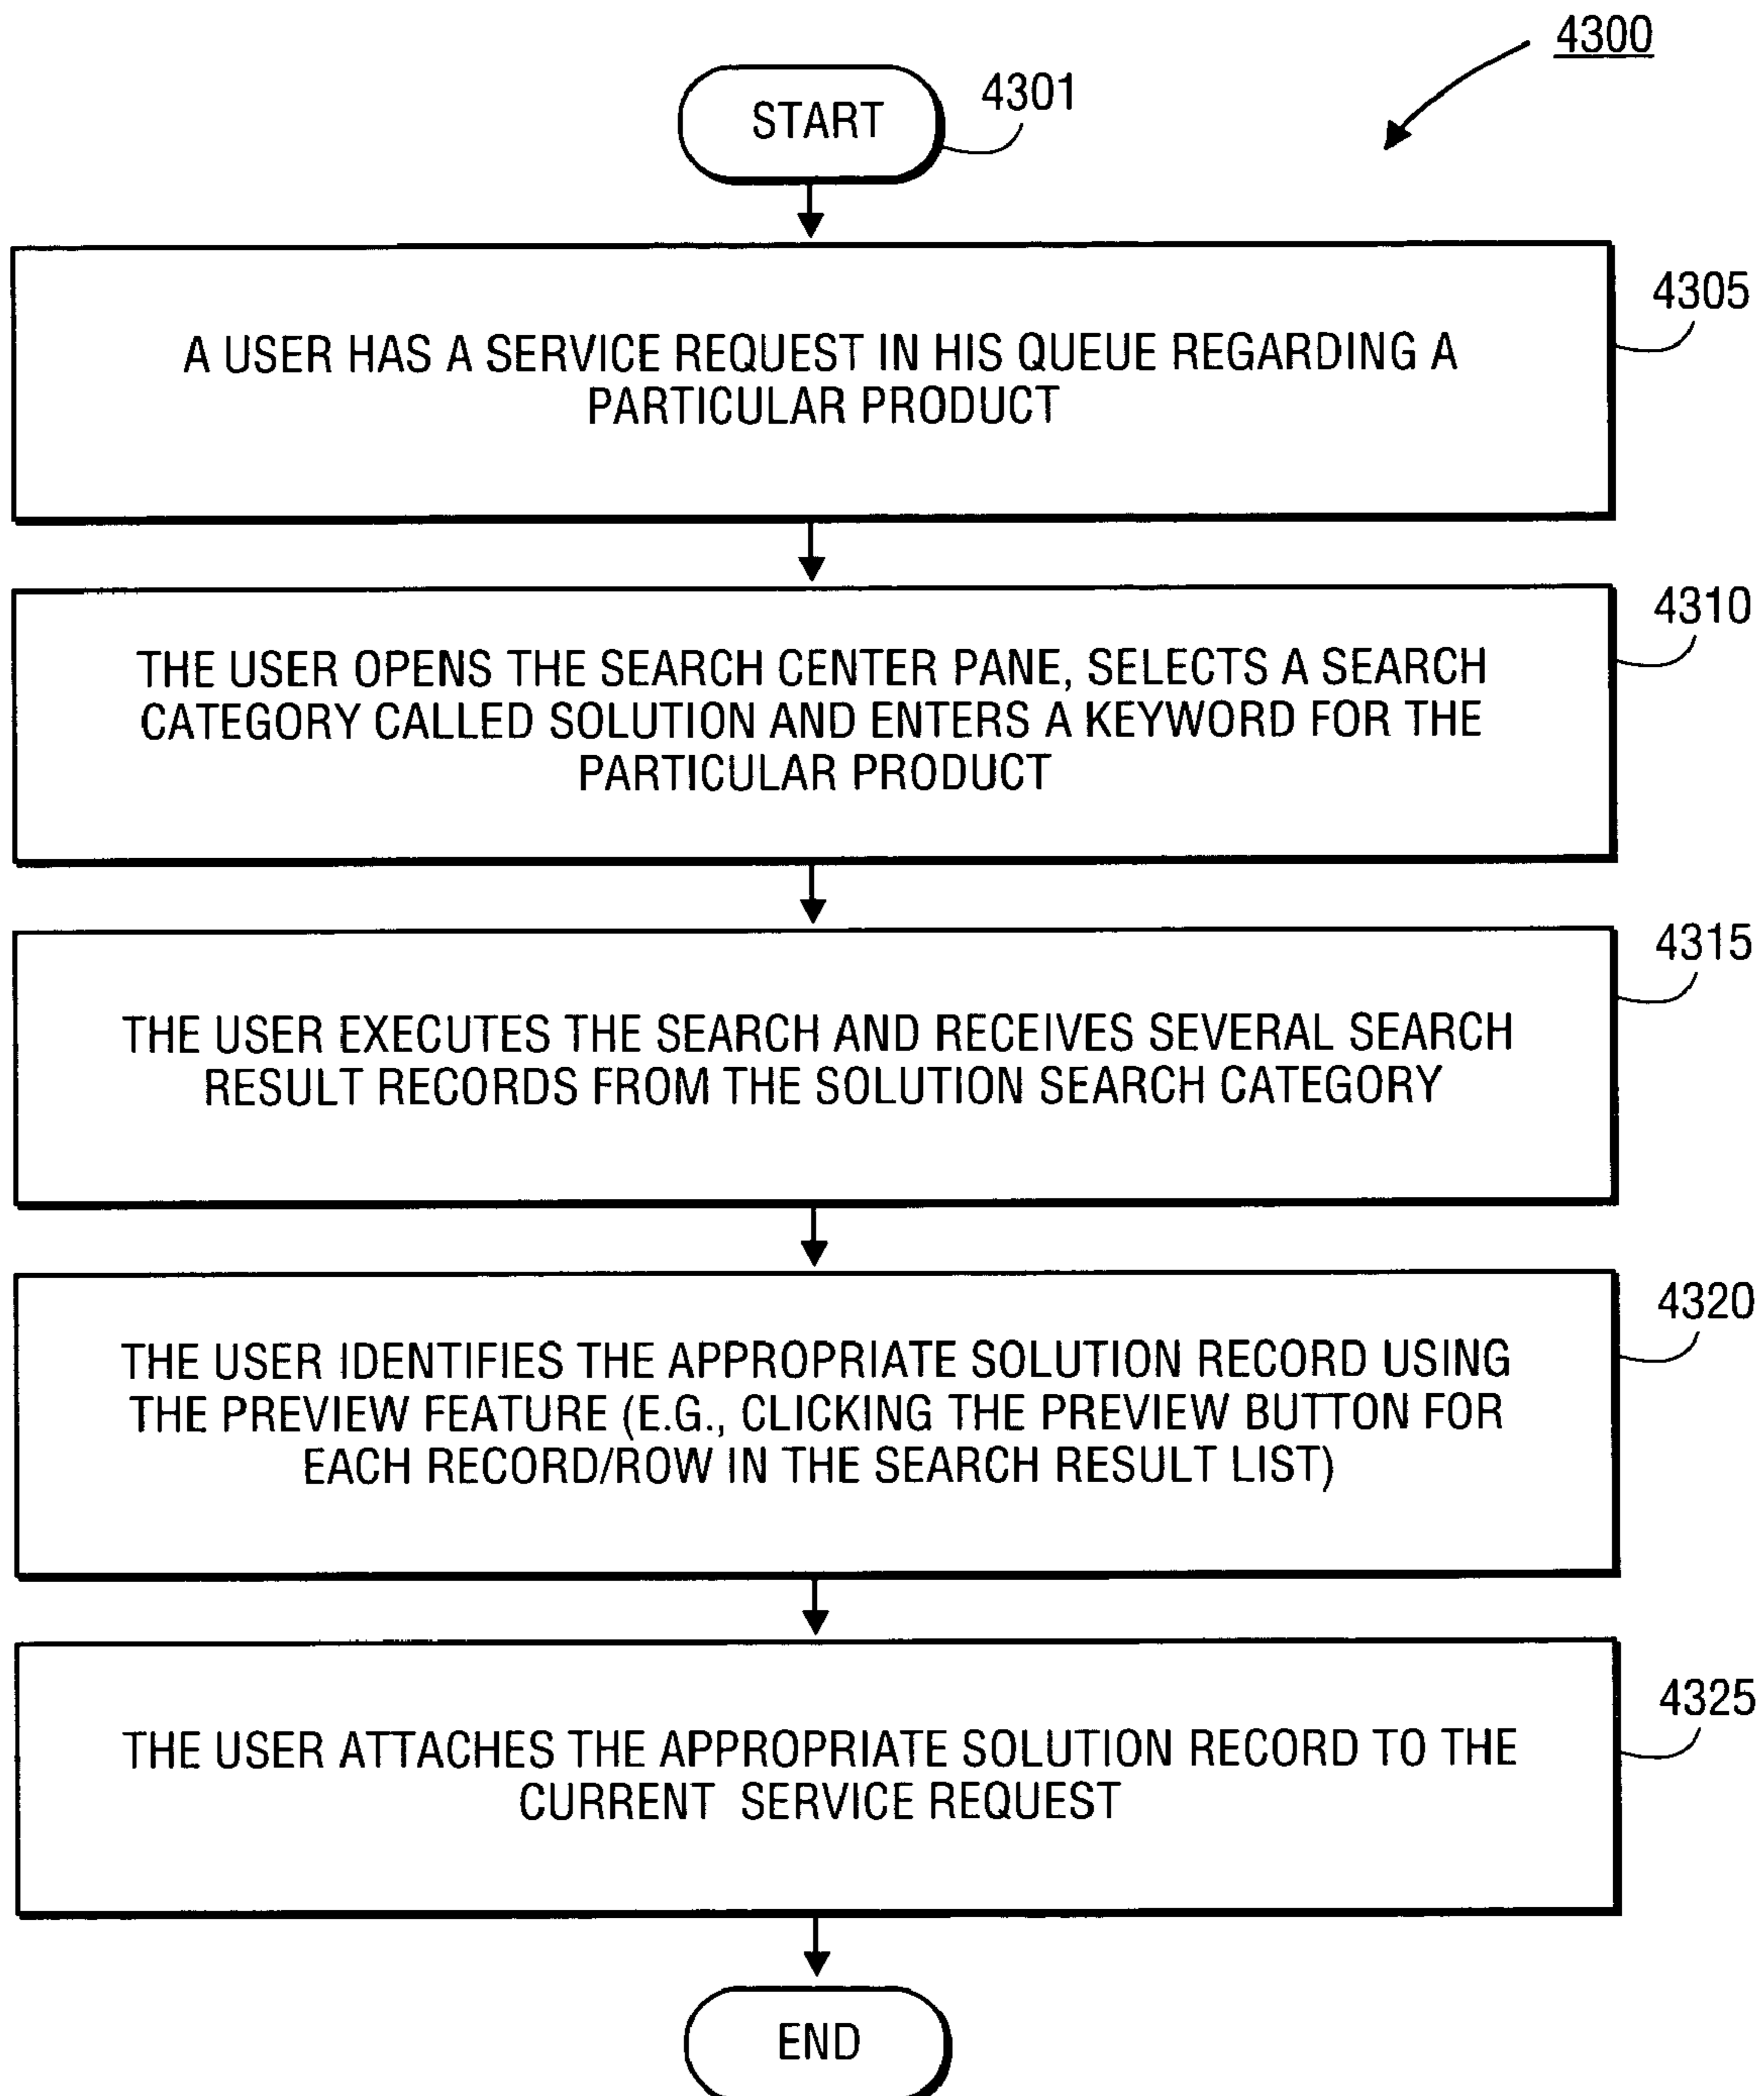 4300
START
4301
4305
A USER HAS A SERVICE REQUEST IN HIS QUEUE REGARDING A
PARTICULAR PRODUCT
4310
THE USER OPENS THE SEARCH CENTER PANE, SELECTS A SEARCH
CATEGORY CALLED SOLUTION AND ENTERS A KEYWORD FOR THE
PARTICULAR PRODUCT
4315
THE USER EXECUTES THE SEARCH AND RECEIVES SEVERAL SEARCH
RESULT RECORDS FROM THE SOLUTION SEARCH CATEGORY
4320
THE USER IDENTIFIES THE APPROPRIATE SOLUTION RECORD USING
THE PREVIEW FEATURE (E.G., CLICKING THE PREVIEW BUTTON FOR
EACH RECORD/ROW IN THE SEARCH RESULT LIST)
4325
THE USER ATTACHES THE APPROPRIATE SOLUTION RECORD TO THE
CURRENT SERVICE REQUEST
END